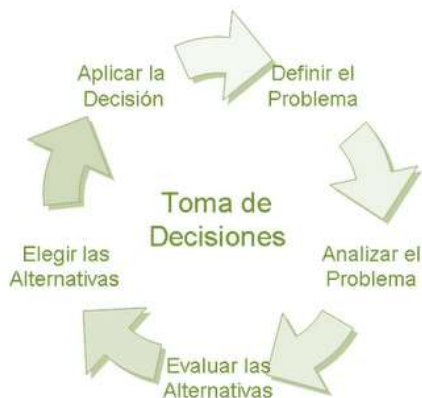 Toma de
Decisiones
Definir el
Problema
Analizar el
Problema
Evaluar las
Alternativas
Elegir las
Alternativas
Aplicar la
Decisión